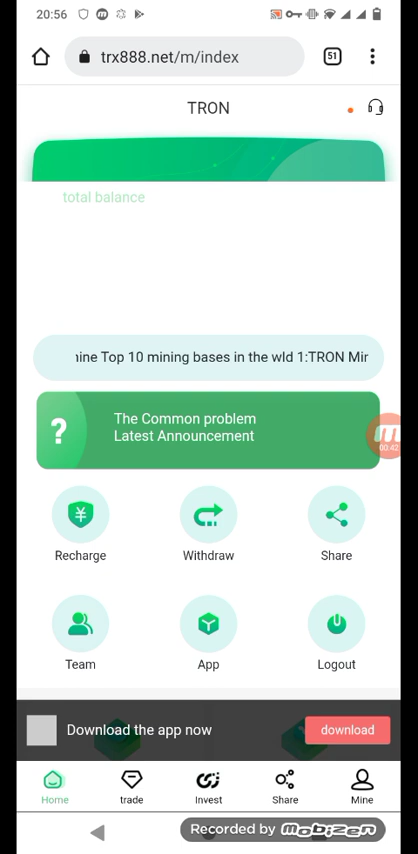 20:56
trx888.net/m/index
51
TRON
total balance
nine Top 10 mining bases in the wld 1:TRON Mir
?
The Common problem
Latest Announcement
00:42
Recharge
Withdraw
Share
Team
App
Logout
Download the app now
download
Home
trade
Invest
Share
Mine
Recorded by mobizen